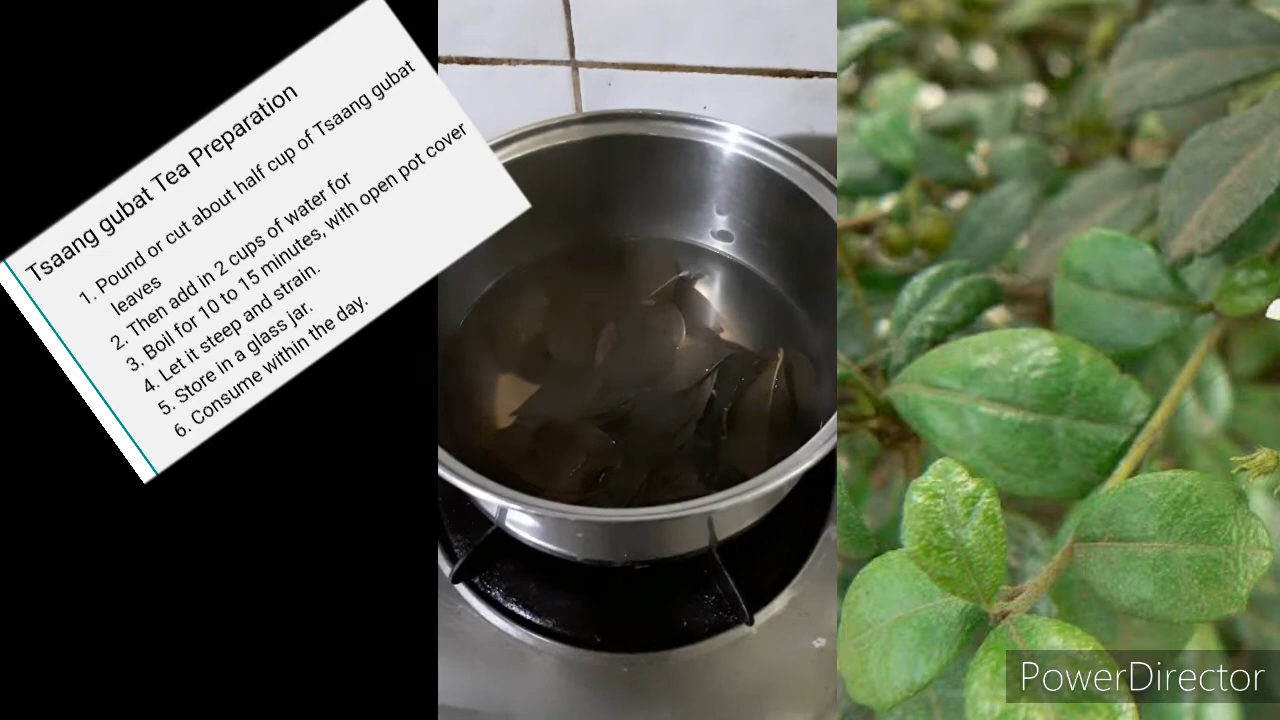 Tsaang gubat Tea Preparation
1. Pound or cut about half cup of Tsaang gubat
leaves
2. Then add in 2 cups of water for
3. Boil for 10 to 15 minutes, with open pot cover
4. Let it steep and strain.
5. Store in a glass jar.
6. Consume within the day.
PowerDirector